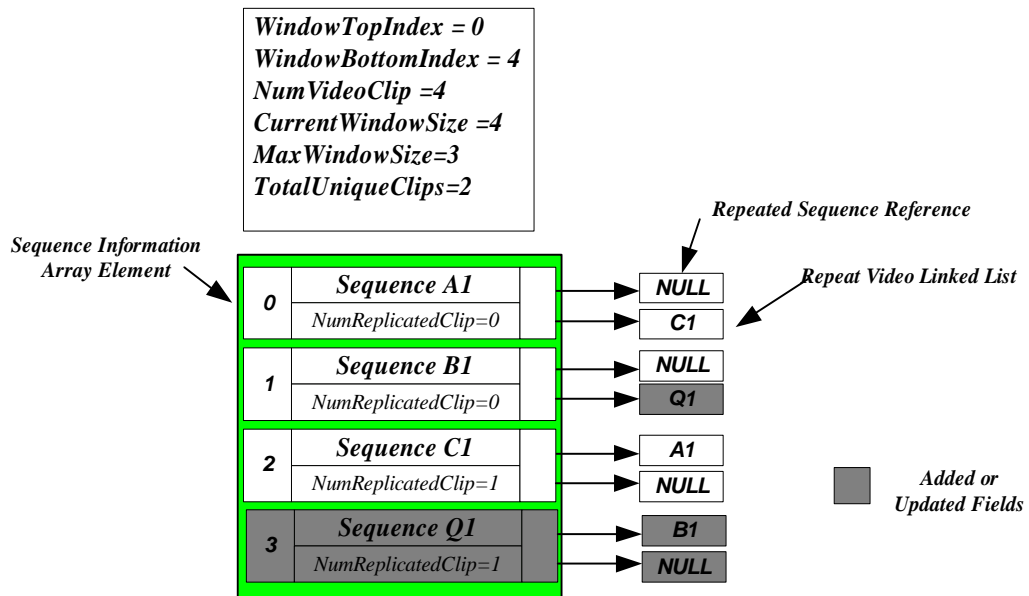 WindowTopIndex = 0
WindowBottomIndex = 4
NumVideoClip =4
CurrentWindowSize =4
MaxWindowSize=3
TotalUniqueClips=2
Repeated Sequence Reference
Sequence Information
Array Element
Repeat Video Linked List
0
Sequence A1
NumReplicatedClip=0
NULL
C1
1
Sequence B1
NumReplicatedClip=0
NULL
Q1
2
Sequence C1
NumReplicatedClip=1
A1
NULL
3
Sequence Q1
NumReplicatedClip=1
B1
NULL
Added or
Updated Fields